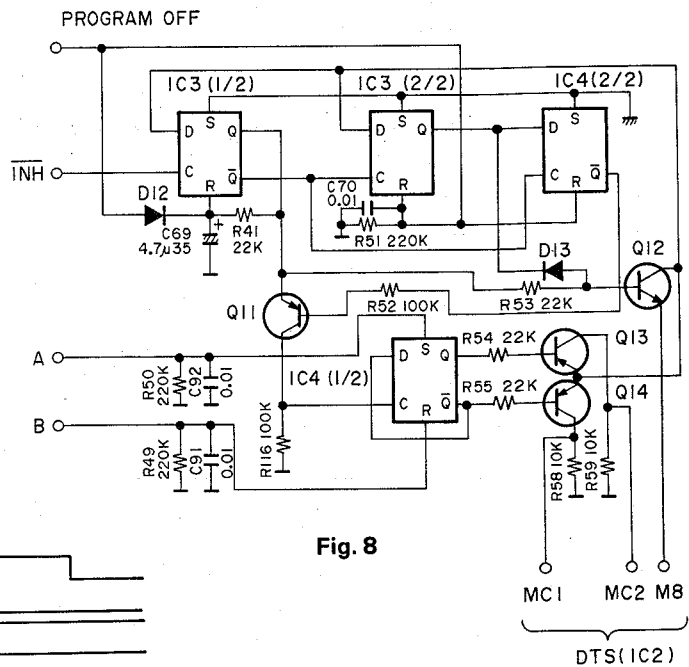 PROGRAM OFF
IC3 (1/2)
IC3 (2/2)
IC4 (2/2)
D S Q
C Q̅
R
D S Q
C
R
D S
C Q̅
R
I̅N̅H̅
D12
C69
4.7µ35
+
R41
22K
C70
0.01
R51 220K
D13
Q12
Q11
R52 100K
R53 22K
A
R50
220K
C92
0.01
IC4 (1/2)
D S Q
C R Q̅
R54 22K
R55 22K
Q13
Q14
B
R49
220K
C91
0.01
R116 100K
R58 10K
R59 10K
Fig. 8
MC1
MC2
M8
DTS(IC2)